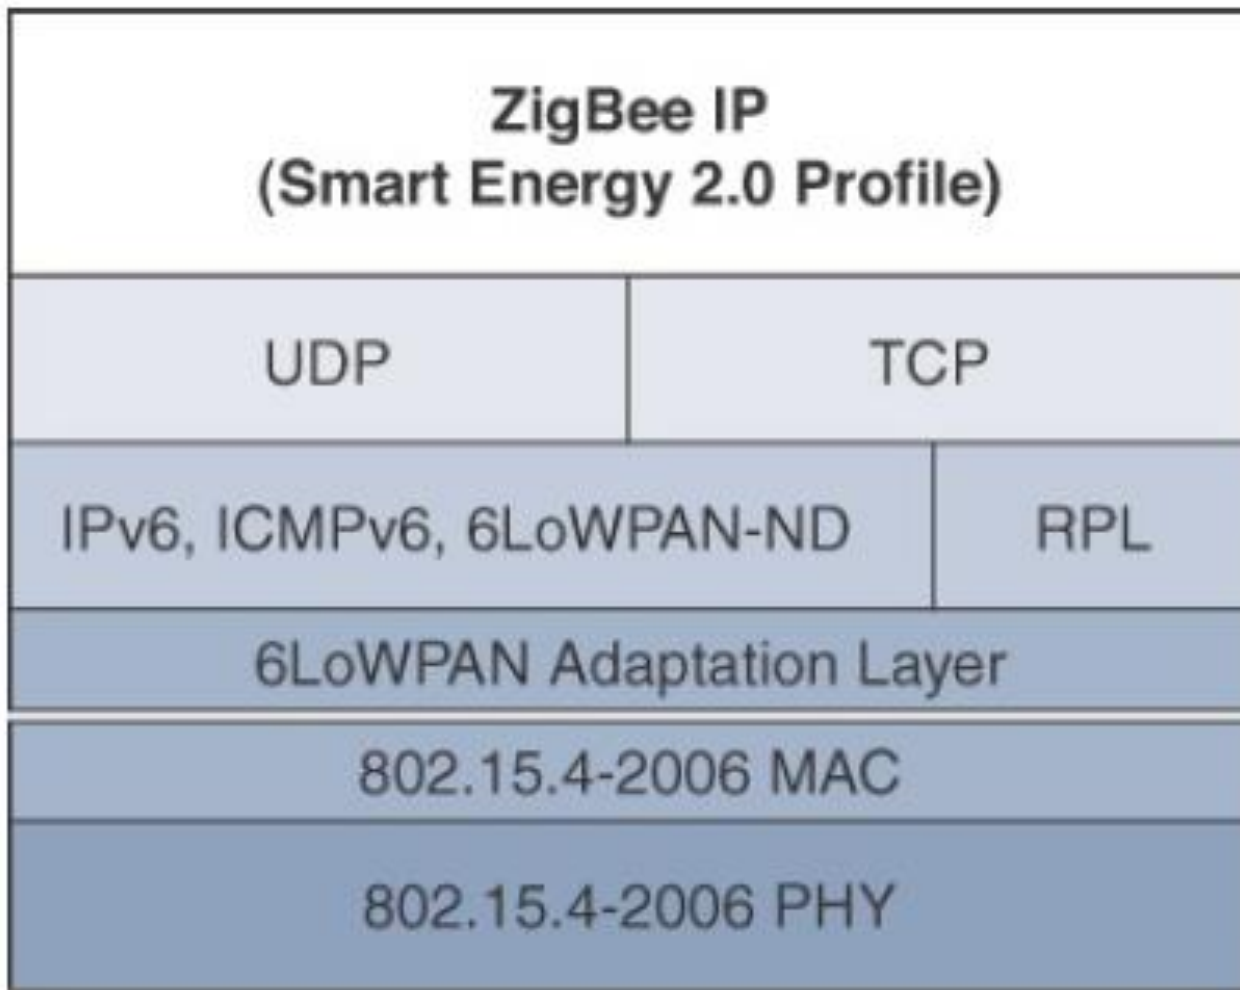 ZigBee IP
(Smart Energy 2.0 Profile)
UDP
TCP
IPv6, ICMPv6, 6LoWPAN-ND
RPL
6LoWPAN Adaptation Layer
802.15.4-2006 MAC
802.15.4-2006 PHY